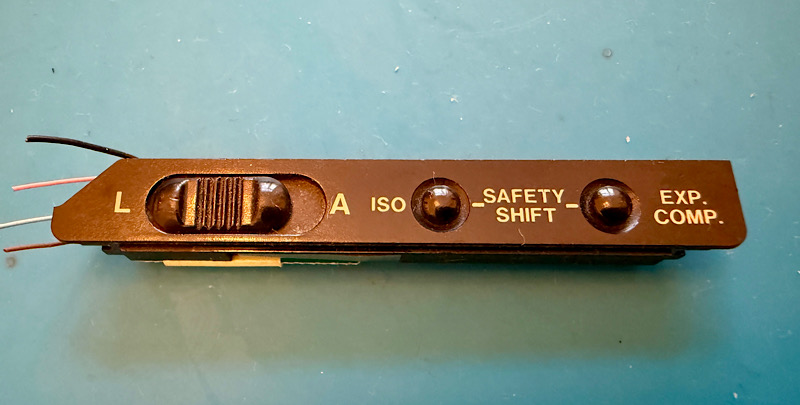 L
A
ISO
-SAFETY-
SHIFT
EXP.
COMP.